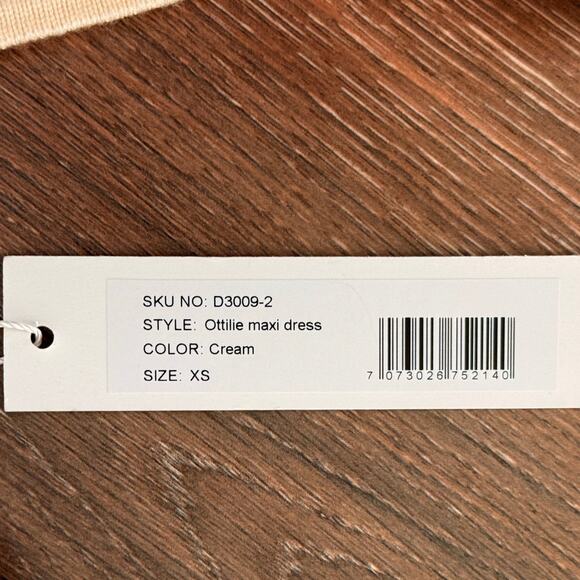 SKU NO: D3009-2
STYLE: Ottilie maxi dress
COLOR: Cream
SIZE: XS
7 073026 752140